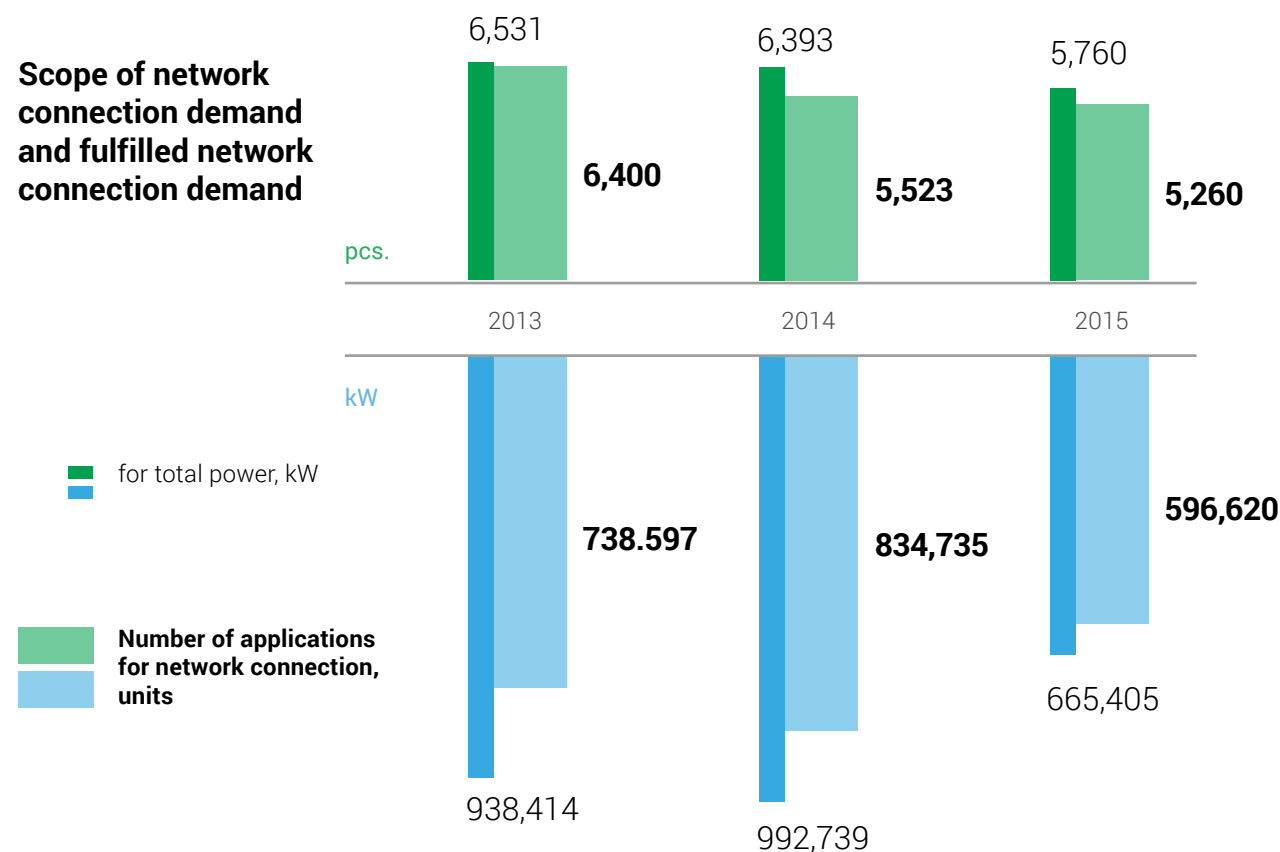 Scope of network
connection demand
and fulfilled network
connection demand
6,531
6,393
5,760
6,400
5,523
5,260
pcs.
2013
2014
2015
kW
for total power, kW
738.597
834,735
596,620
Number of applications
for network connection,
units
665,405
938,414
992,739